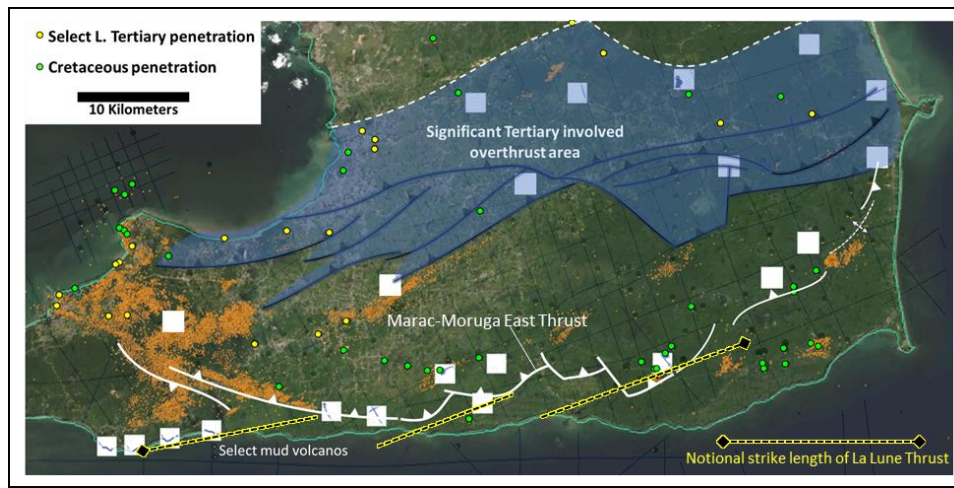 Select L. Tertiary penetration
Cretaceous penetration
10 Kilometers
Significant Tertiary involved
overthrust area
Marac-Moruga East Thrust
Select mud volcanos
Notional strike length of La Lune Thrust